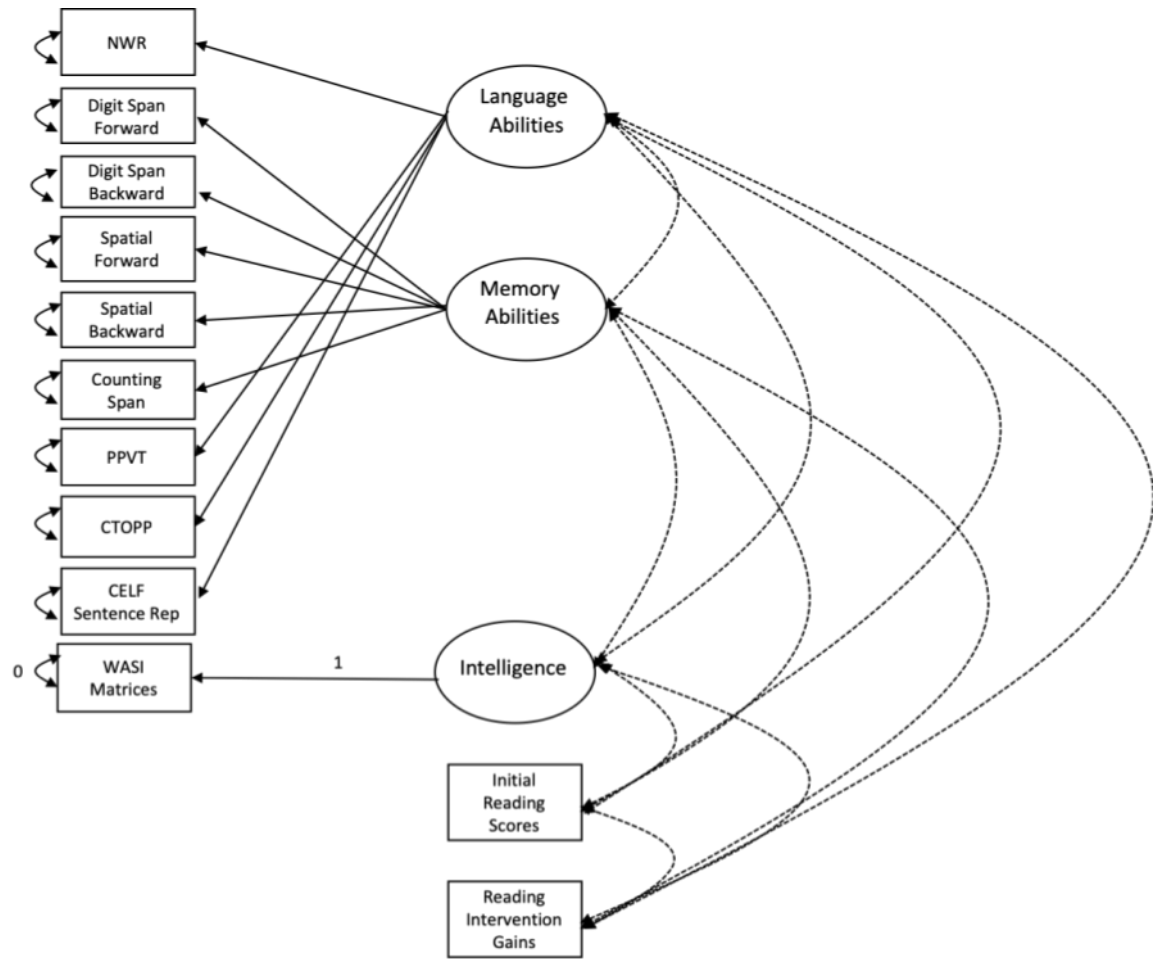 NWR
Digit Span
Forward
Digit Span
Backward
Spatial
Forward
Spatial
Backward
Counting
Span
PPVT
CTOPP
CELF
Sentence Rep
0
WASI
Matrices
1
Language
Abilities
Memory
Abilities
Intelligence
Initial
Reading
Scores
Reading
Intervention
Gains